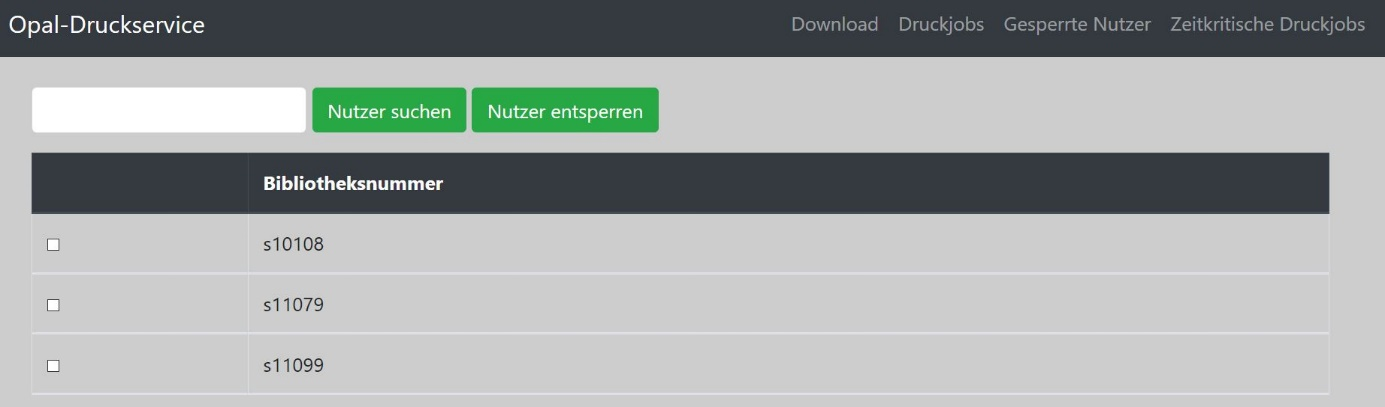 Opal-Druckservice Download Druckjobs Gesperrte Nutzer Zeitkritische Druckjobs
Nutzer suchen Nutzer entsperren
Bibliotheksnummer
s10108
s11079
s11099